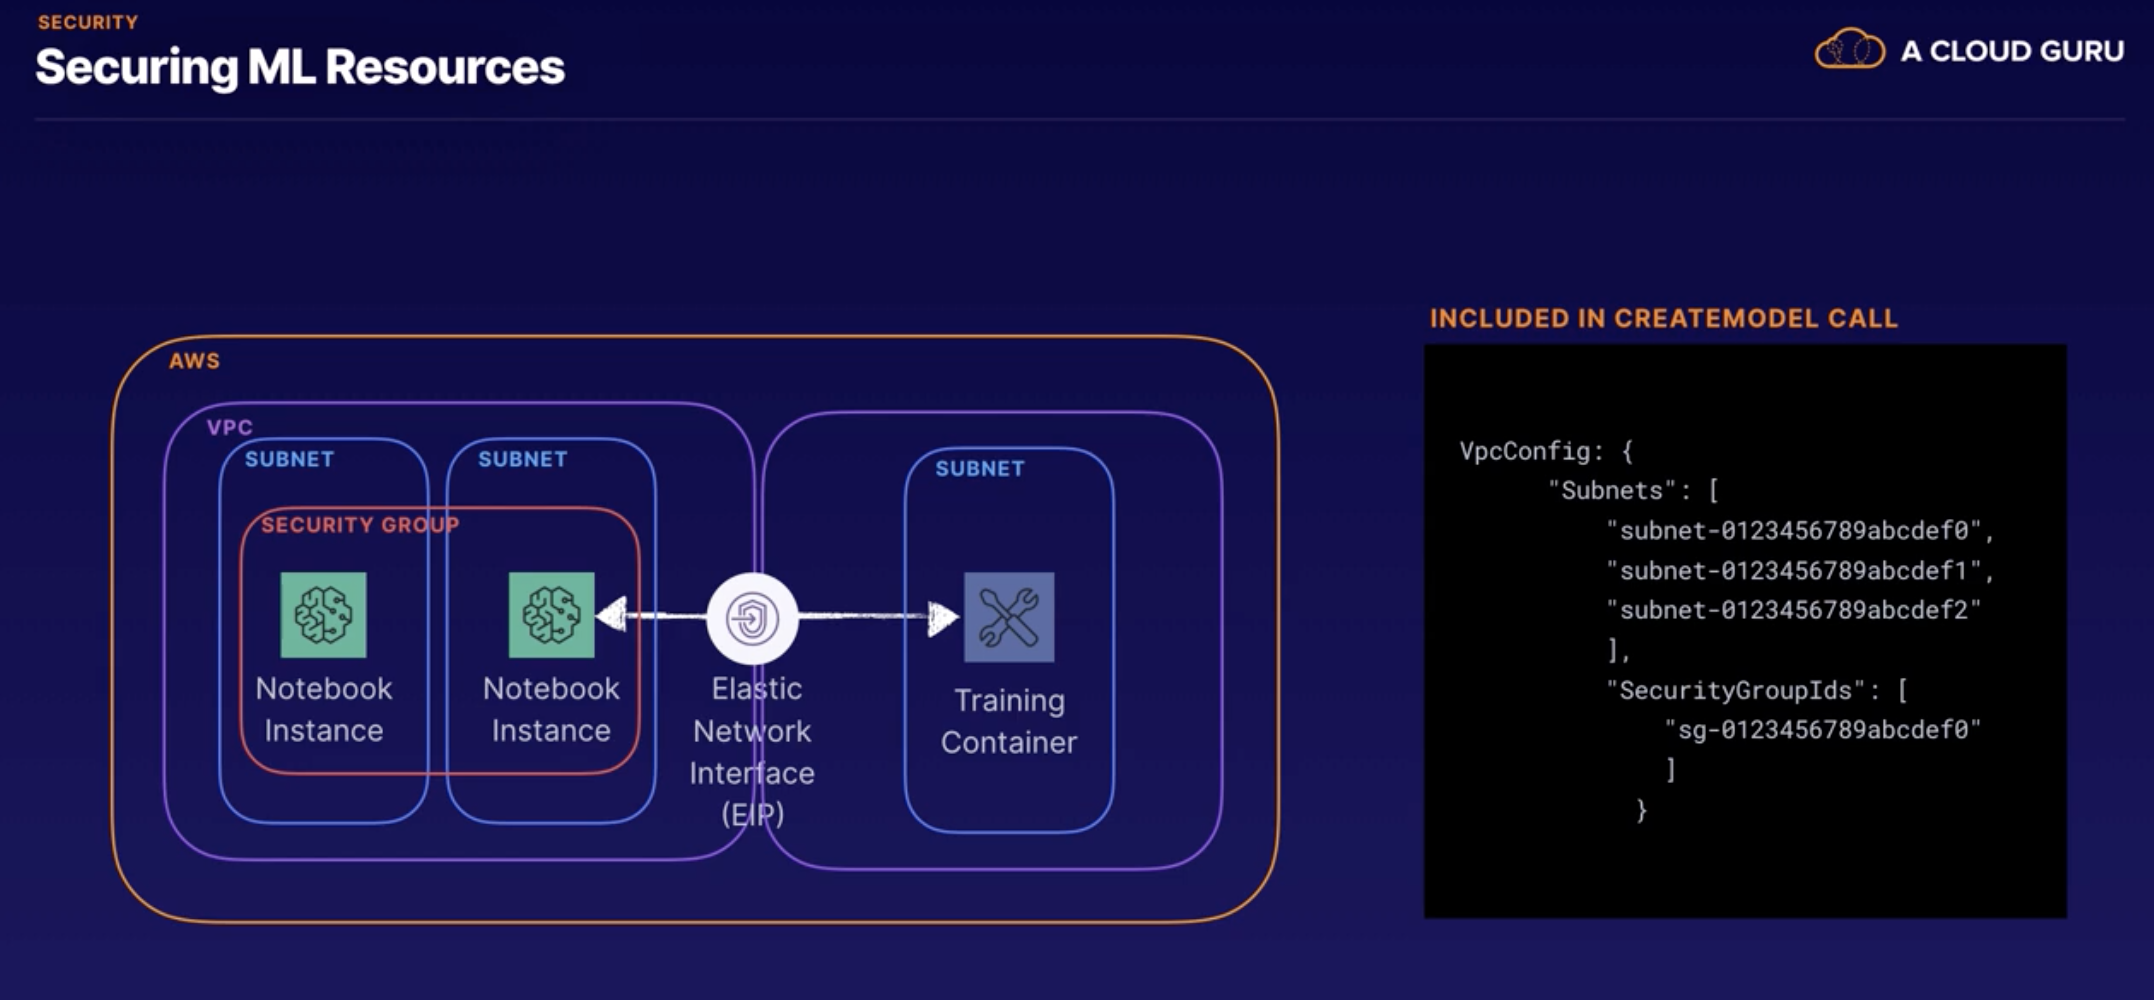 SECURITY
Securing ML Resources
A CLOUD GURU
AWS
VPC
SUBNET
SUBNET
SECURITY GROUP
Notebook
Instance
Notebook
Instance
Elastic
Network
Interface
(EIP)
SUBNET
Training
Container
INCLUDED IN CREATEMODEL CALL
VpcConfig: {
"Subnets": [
"subnet-0123456789abcdef0",
"subnet-0123456789abcdef1",
"subnet-0123456789abcdef2"
],
"SecurityGroupIds": [
"sg-0123456789abcdef0"
]
}